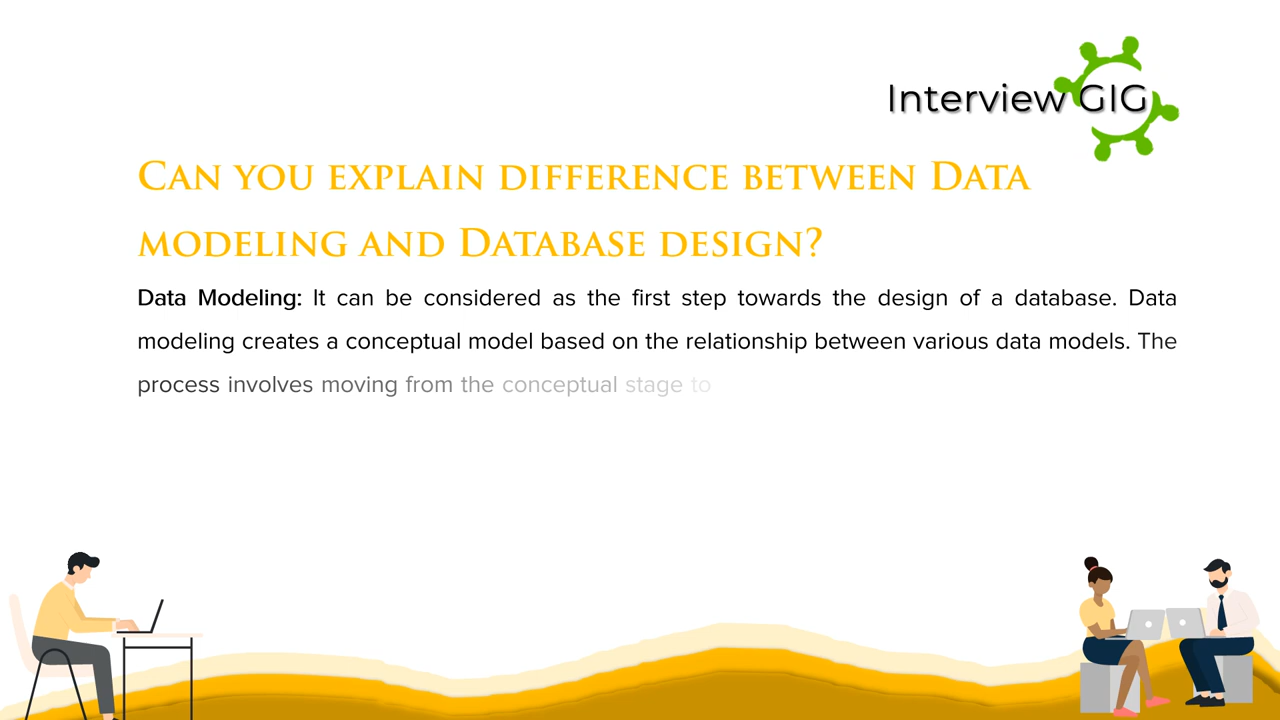 Interview GIG
Can you explain difference between Data
modeling and Database design?
Data Modeling: It can be considered as the first step towards the design of a database. Data
modeling creates a conceptual model based on the relationship between various data models. The
process involves moving from the conceptual stage to